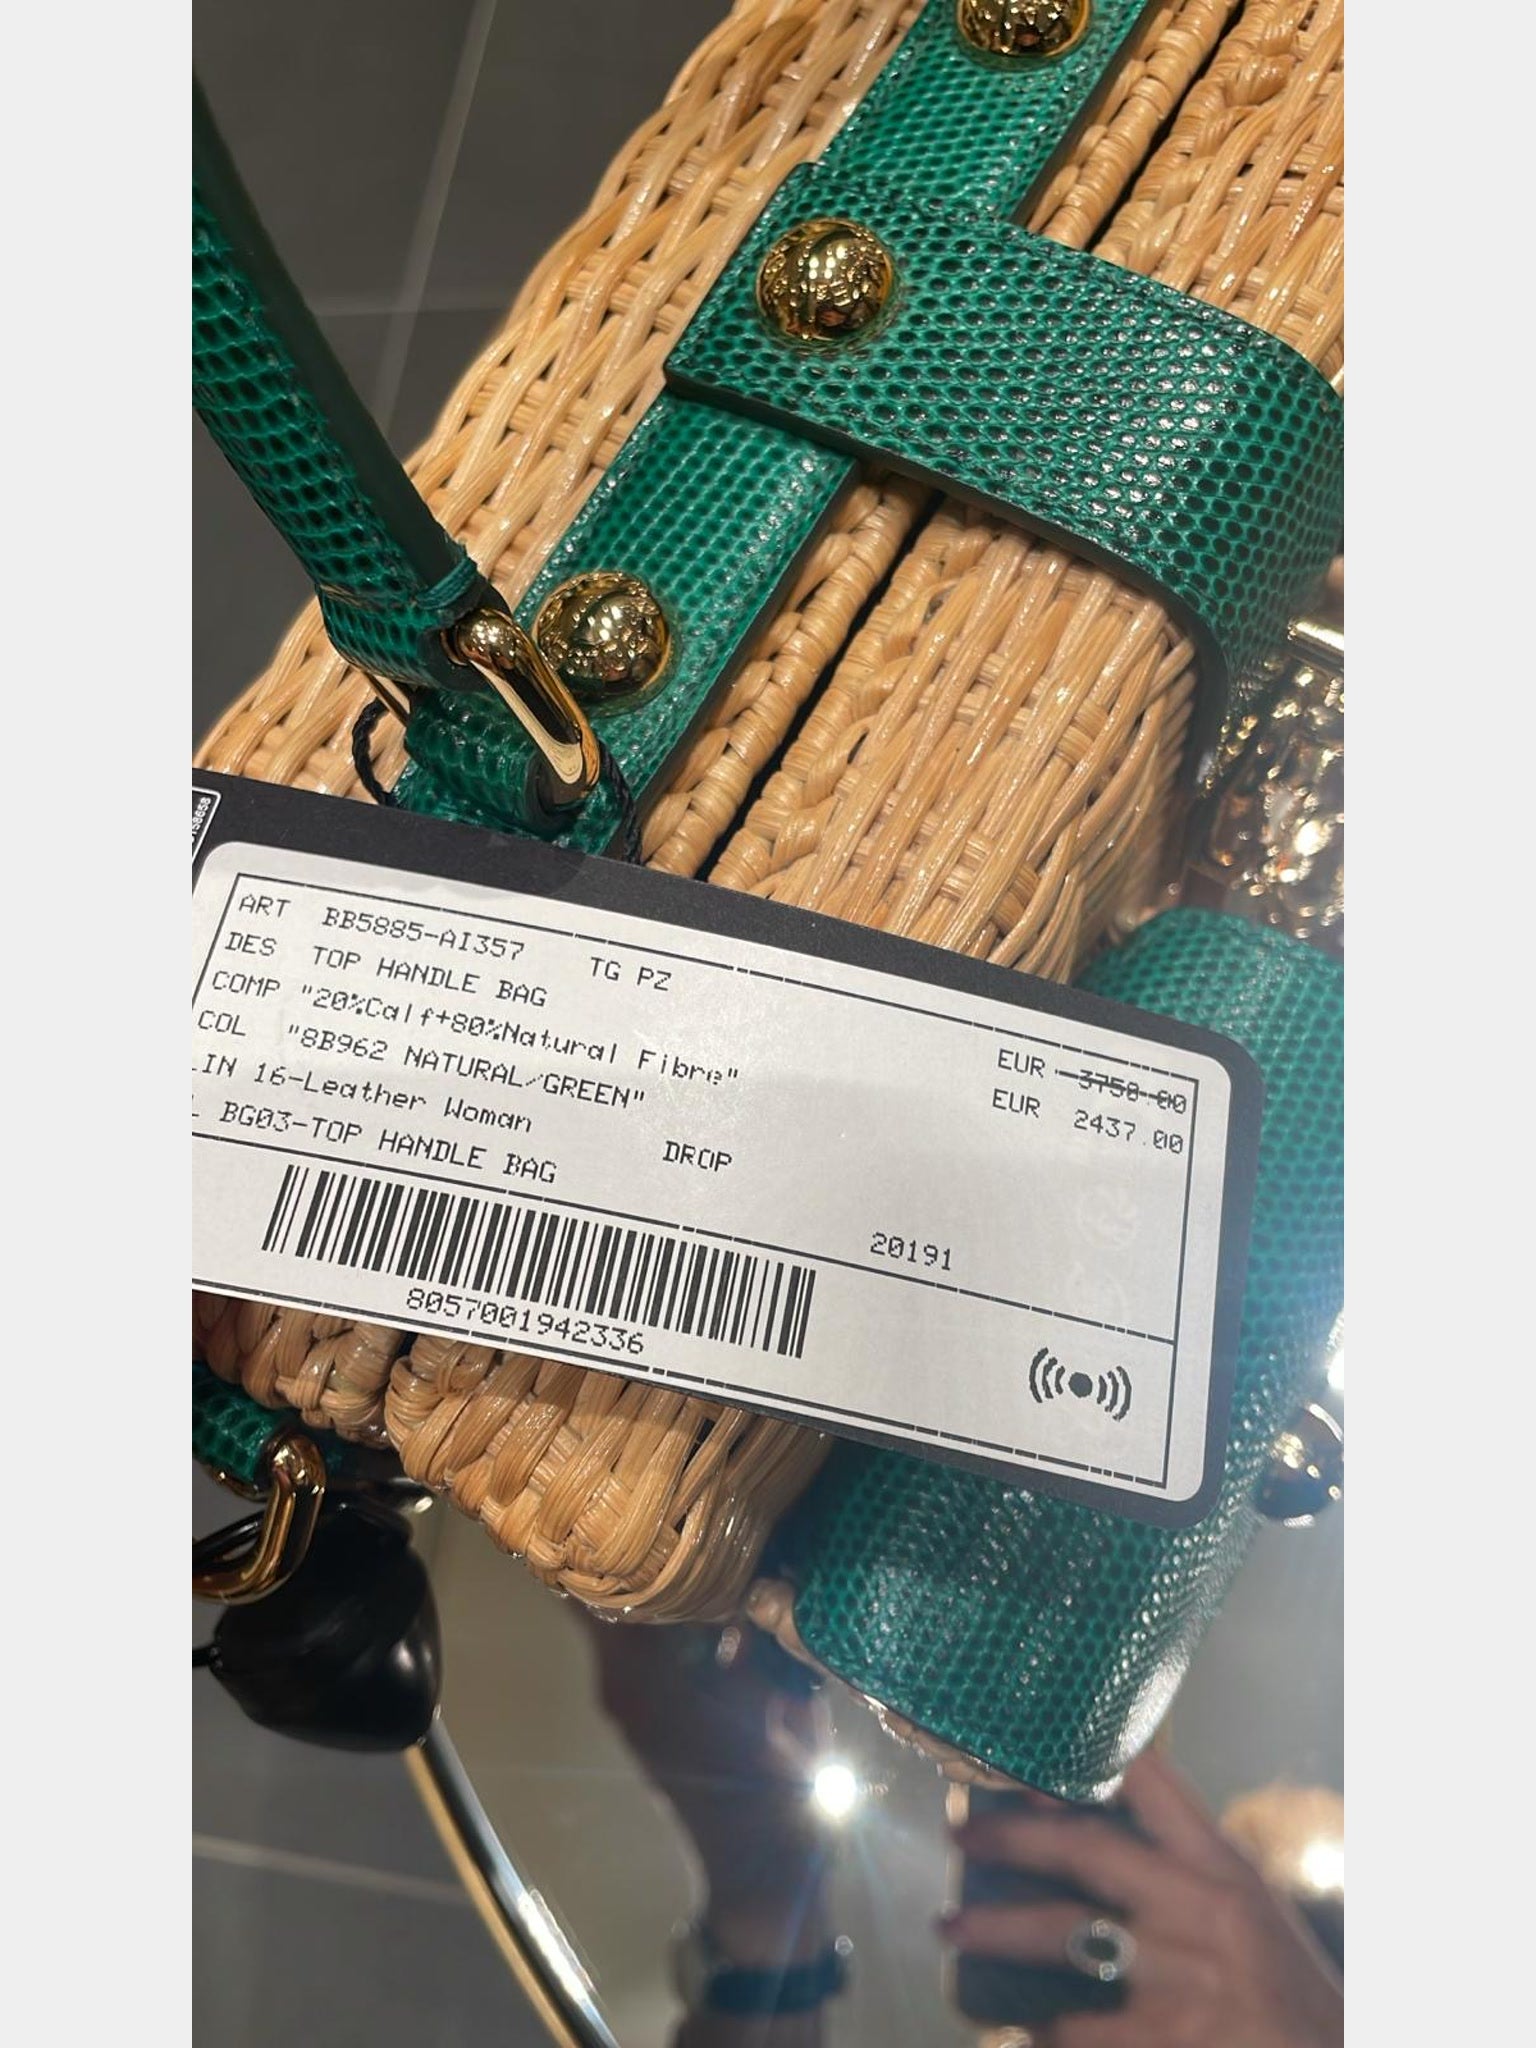 ART BB5885-AI357 TG PZ
DES TOP HANDLE BAG
COMP "20%Calf+80%Natural Fibre" EUR 3750.00
COL "8B962 NATURAL/GREEN" EUR 2437.00
LIN 16-Leather Woman
L BG03-TOP HANDLE BAG DROP
20191
8057001942336